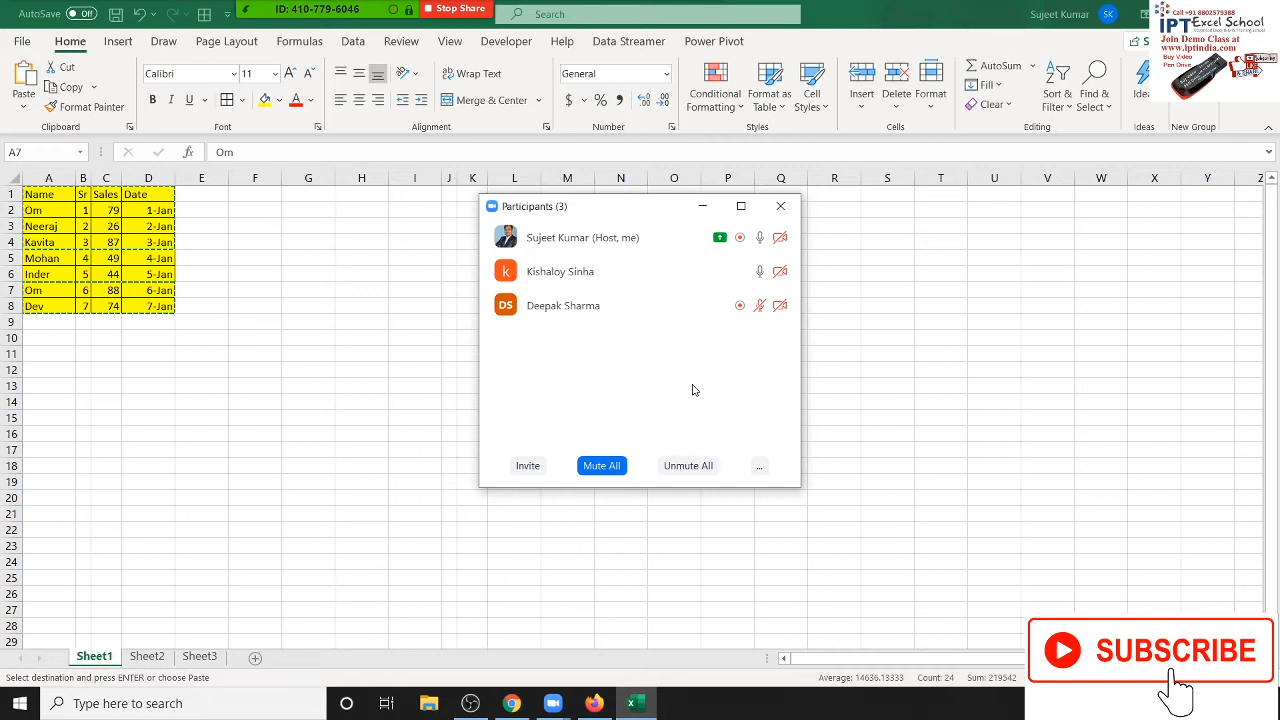 AutoSave Off ID: 410-779-6046 Stop Share Search Sujeet Kumar SK
File Home Insert Draw Page Layout Formulas Data Review View Developer Help Data Streamer Power Pivot
Call +91 8802579388
IPT Excel School
Join Demo Class at
www.iptindia.com
Buy Video
Pen Drive
Cut
Copy
Format Painter
Paste
Clipboard
Calibri 11
B I U
Font
Wrap Text
Merge & Center
Alignment
General
Number
Conditional Formatting
Format as Table
Cell Styles
Styles
Insert Delete Format
Cells
AutoSum
Fill
Clear
Sort & Filter
Find & Select
Editing
Ideas
New Group
A7 fx Om
A B C D E F G H I J K L M N O P Q R S T U V W X Y Z
1 Name Sr Sales Date
2 Om 1 79 1-Jan
3 Neeraj 2 26 2-Jan
4 Kavita 3 87 3-Jan
5 Mohan 4 49 4-Jan
6 Inder 5 44 5-Jan
7 Om 6 88 6-Jan
8 Dev 7 74 7-Jan
9
10
11
12
13
14
15
16
17
18
19
20
21
22
23
24
25
26
27
28
29
Participants (3)
Sujeet Kumar (Host, me)
k Kishaloy Sinha
DS Deepak Sharma
Invite Mute All Unmute All ...
SUBSCRIBE
Sheet1 Sheet2 Sheet3
Select destination and press ENTER or choose Paste Average: 14636.13333 Count: 24 Sum: 219542
Type here to search